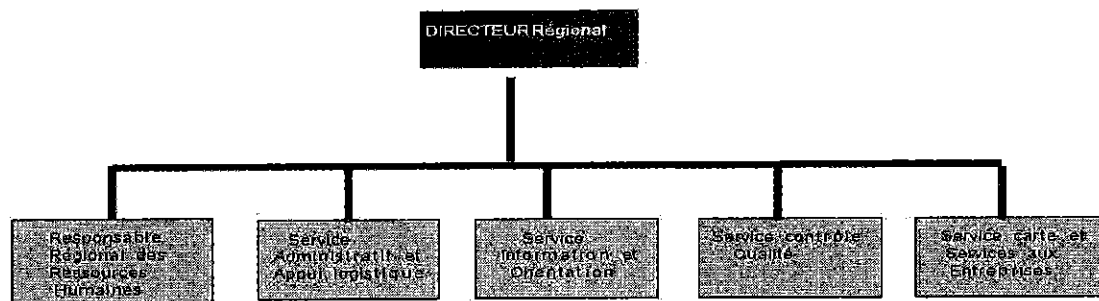 DIRECTEUR Régional
Responsable
Régional des
Ressources
Humaines
Service
Administratif et
Appui logistique
Service
Information et
Orientation
Service contrôle
Qualité
Service carte et
Services aux
Entreprises